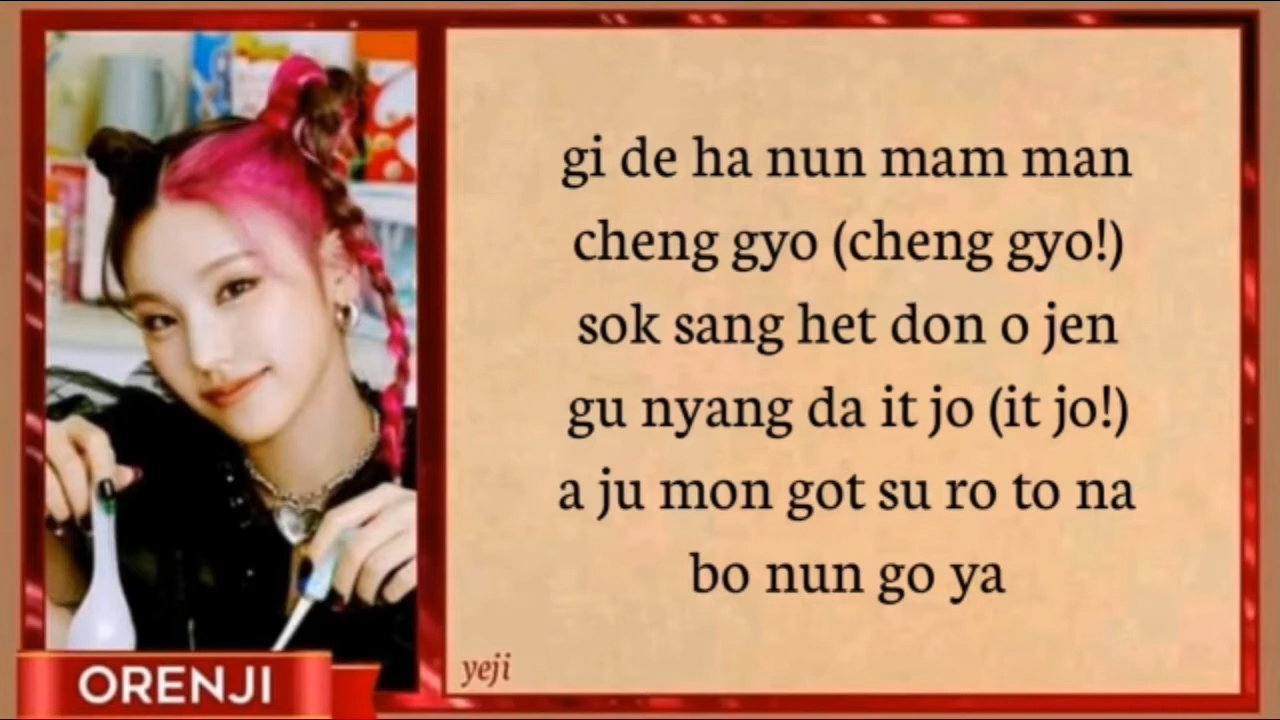 gi de ha nun mam man
cheng gyo (cheng gyo!)
sok sang het don o jen
gu nyang da it jo (it jo!)
a ju mon got su ro to na
bo nun go ya
yeji
ORENJI